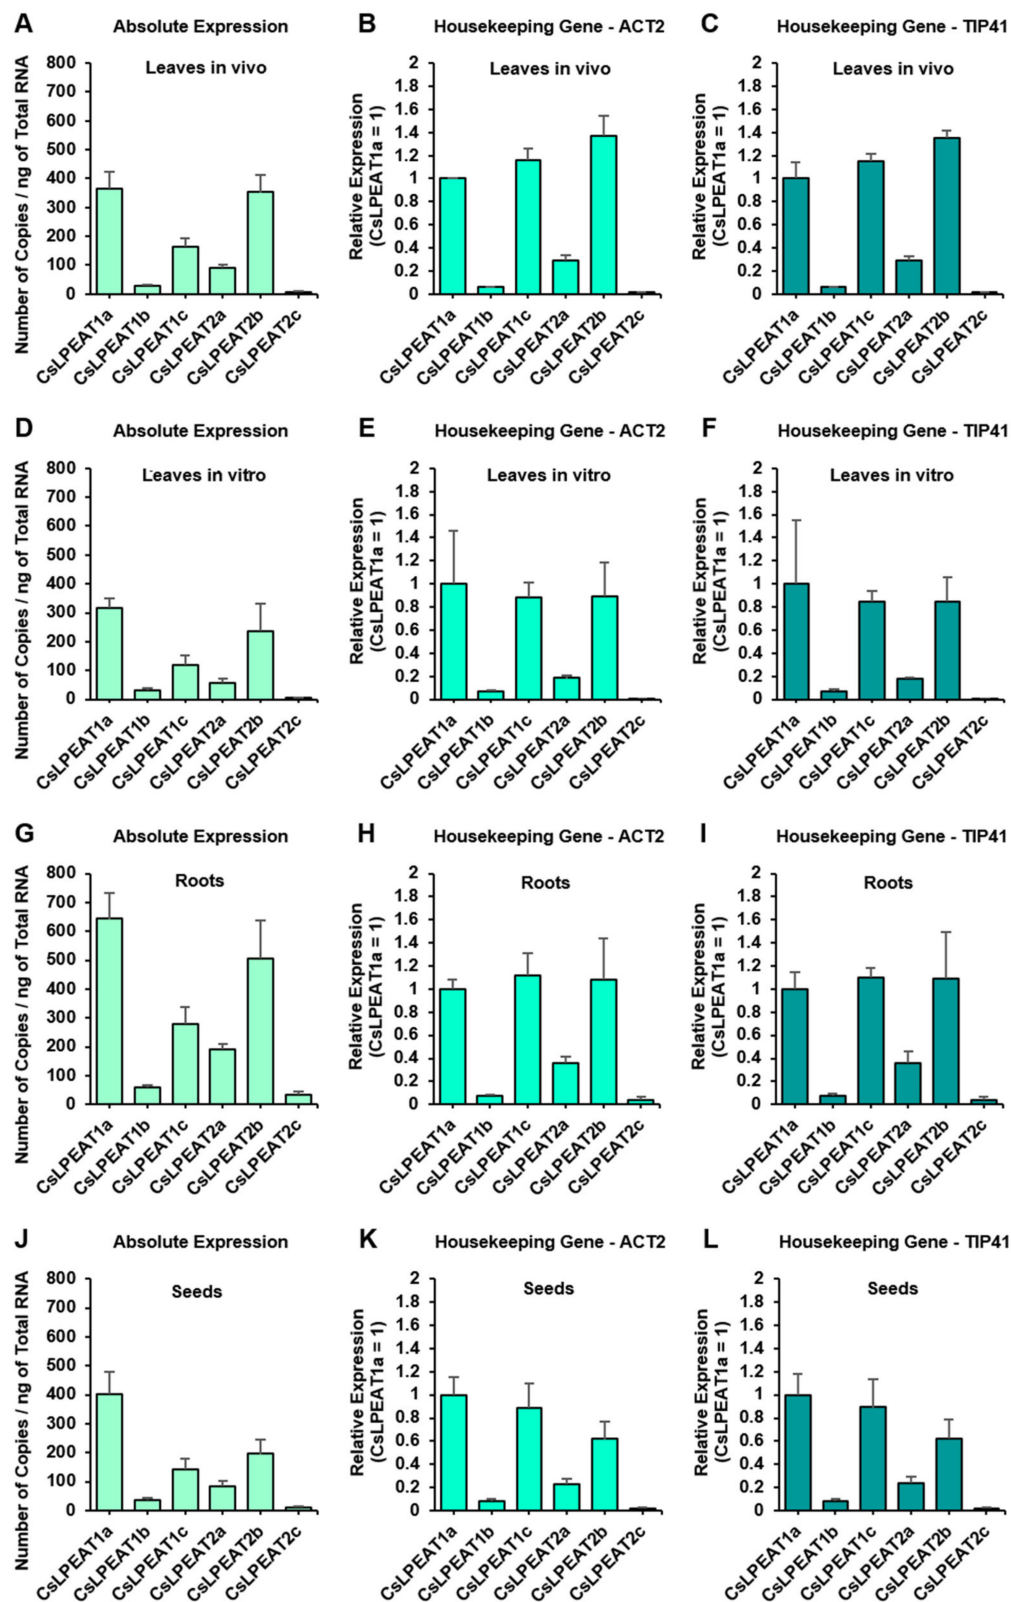 A Absolute Expression
Leaves in vivo
Number of Copies / ng of Total RNA
800
700
600
500
400
300
200
100
0
CsLPEAT1a
CsLPEAT1b
CsLPEAT1c
CsLPEAT2a
CsLPEAT2b
CsLPEAT2c
B Housekeeping Gene - ACT2
Leaves in vivo
Relative Expression
(CsLPEAT1a = 1)
2
1.8
1.6
1.4
1.2
1
0.8
0.6
0.4
0.2
0
CsLPEAT1a
CsLPEAT1b
CsLPEAT1c
CsLPEAT2a
CsLPEAT2b
CsLPEAT2c
C Housekeeping Gene - TIP41
Leaves in vivo
Relative Expression
(CsLPEAT1a = 1)
2
1.8
1.6
1.4
1.2
1
0.8
0.6
0.4
0.2
0
CsLPEAT1a
CsLPEAT1b
CsLPEAT1c
CsLPEAT2a
CsLPEAT2b
CsLPEAT2c
D Absolute Expression
Leaves in vitro
Number of Copies / ng of Total RNA
800
700
600
500
400
300
200
100
0
CsLPEAT1a
CsLPEAT1b
CsLPEAT1c
CsLPEAT2a
CsLPEAT2b
CsLPEAT2c
E Housekeeping Gene - ACT2
Leaves in vitro
Relative Expression
(CsLPEAT1a = 1)
2
1.8
1.6
1.4
1.2
1
0.8
0.6
0.4
0.2
0
CsLPEAT1a
CsLPEAT1b
CsLPEAT1c
CsLPEAT2a
CsLPEAT2b
CsLPEAT2c
F Housekeeping Gene - TIP41
Leaves in vitro
Relative Expression
(CsLPEAT1a = 1)
2
1.8
1.6
1.4
1.2
1
0.8
0.6
0.4
0.2
0
CsLPEAT1a
CsLPEAT1b
CsLPEAT1c
CsLPEAT2a
CsLPEAT2b
CsLPEAT2c
G Absolute Expression
Roots
Number of Copies / ng of Total RNA
800
700
600
500
400
300
200
100
0
CsLPEAT1a
CsLPEAT1b
CsLPEAT1c
CsLPEAT2a
CsLPEAT2b
CsLPEAT2c
H Housekeeping Gene - ACT2
Roots
Relative Expression
(CsLPEAT1a = 1)
2
1.8
1.6
1.4
1.2
1
0.8
0.6
0.4
0.2
0
CsLPEAT1a
CsLPEAT1b
CsLPEAT1c
CsLPEAT2a
CsLPEAT2b
CsLPEAT2c
I Housekeeping Gene - TIP41
Roots
Relative Expression
(CsLPEAT1a = 1)
2
1.8
1.6
1.4
1.2
1
0.8
0.6
0.4
0.2
0
CsLPEAT1a
CsLPEAT1b
CsLPEAT1c
CsLPEAT2a
CsLPEAT2b
CsLPEAT2c
J Absolute Expression
Seeds
Number of Copies / ng of Total RNA
800
700
600
500
400
300
200
100
0
CsLPEAT1a
CsLPEAT1b
CsLPEAT1c
CsLPEAT2a
CsLPEAT2b
CsLPEAT2c
K Housekeeping Gene - ACT2
Seeds
Relative Expression
(CsLPEAT1a = 1)
2
1.8
1.6
1.4
1.2
1
0.8
0.6
0.4
0.2
0
CsLPEAT1a
CsLPEAT1b
CsLPEAT1c
CsLPEAT2a
CsLPEAT2b
CsLPEAT2c
L Housekeeping Gene - TIP41
Seeds
Relative Expression
(CsLPEAT1a = 1)
2
1.8
1.6
1.4
1.2
1
0.8
0.6
0.4
0.2
0
CsLPEAT1a
CsLPEAT1b
CsLPEAT1c
CsLPEAT2a
CsLPEAT2b
CsLPEAT2c